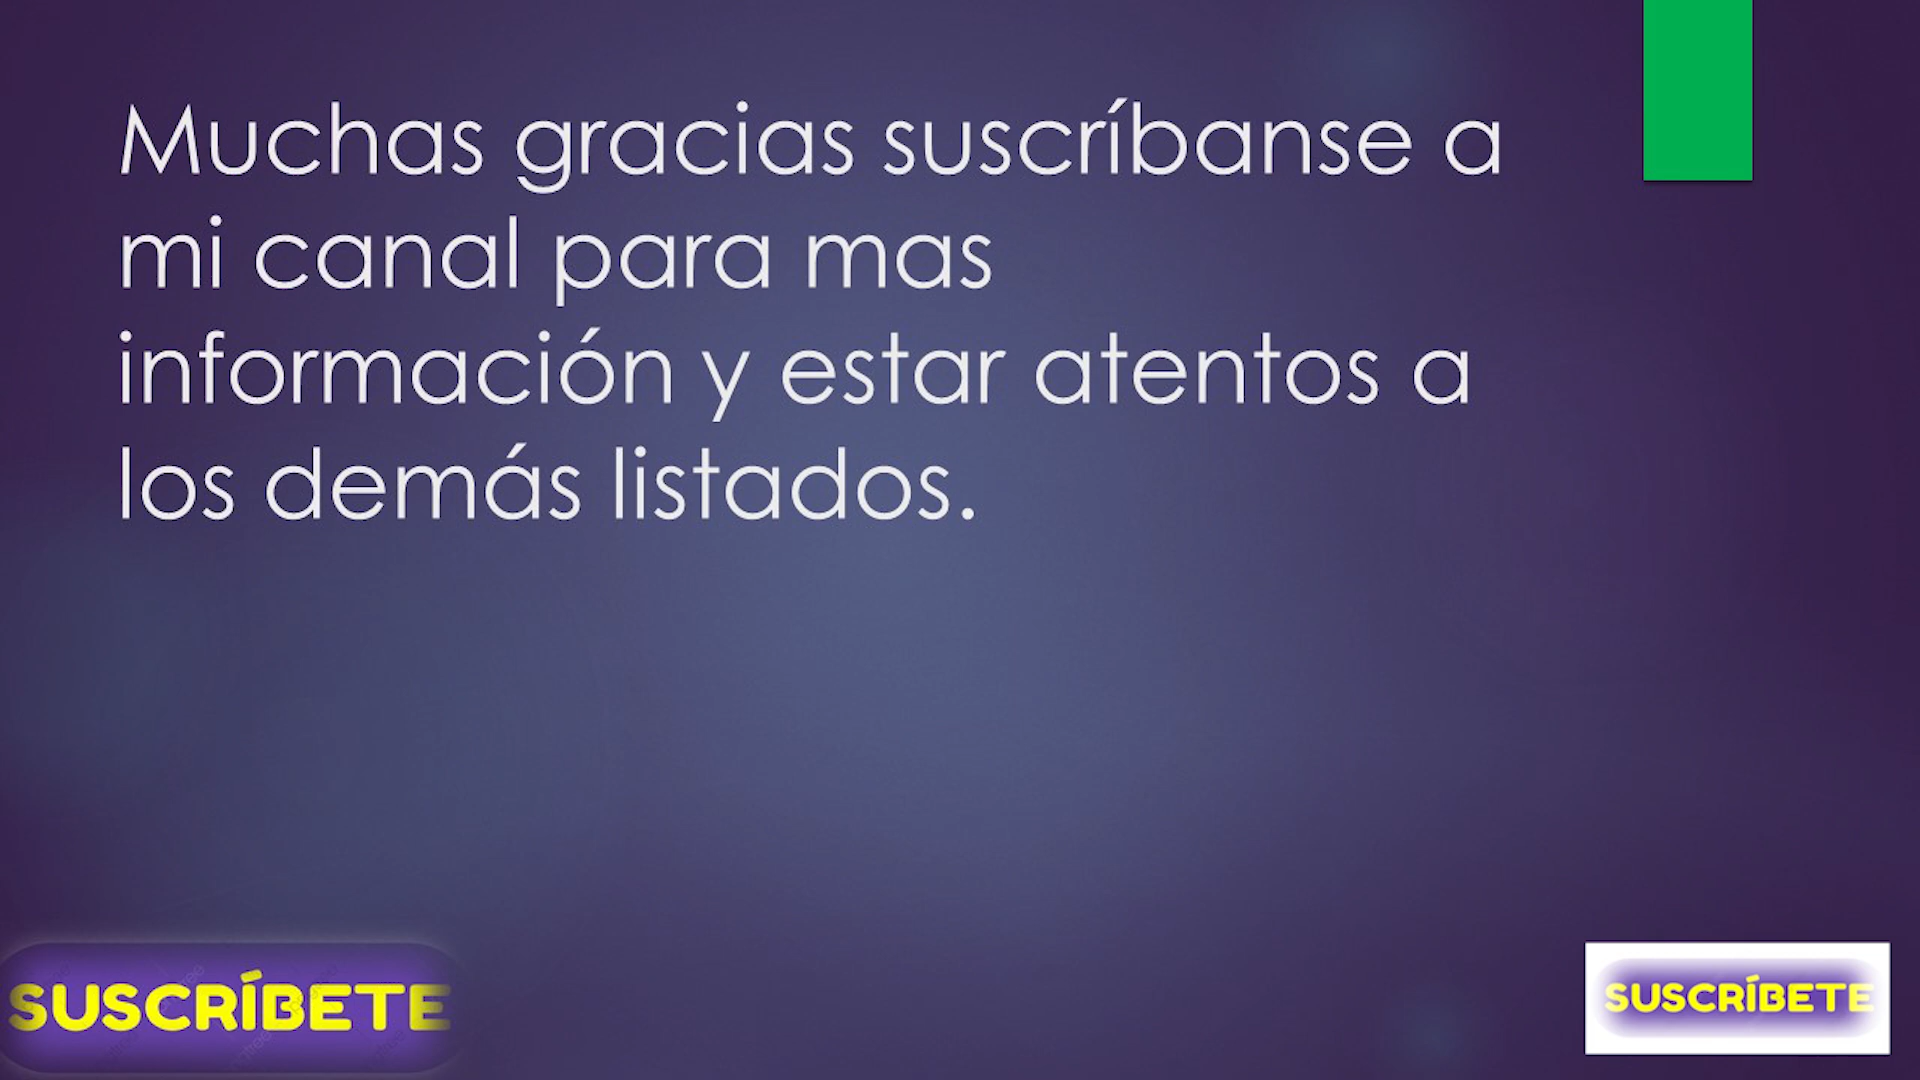 Muchas gracias suscríbanse a
mi canal para mas
información y estar atentos a
los demás listados.
SUSCRÍBETE
SUSCRÍBETE